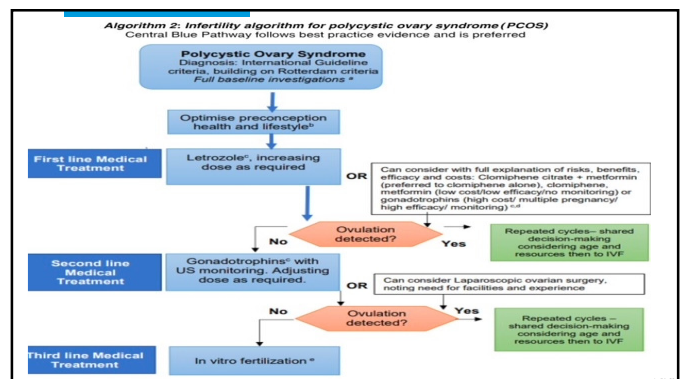 Algorithm 2: Infertility algorithm for polycystic ovary syndrome (PCOS)
Central Blue Pathway follows best practice evidence and is preferred
Polycystic Ovary Syndrome
Diagnosis: International Guideline
criteria, building on Rotterdam criteria
Full baseline investigations a
Optimise preconception
health and lifestyle b
First line Medical
Treatment
Letrozole c, increasing
dose as required
OR
Can consider with full explanation of risks, benefits,
efficacy and costs: Clomiphene citrate + metformin
(preferred to clomiphene alone), clomiphene,
metformin (low cost/low efficacy/no monitoring) or
gonadotrophins (high cost/ multiple pregnancy/
high efficacy/ monitoring) c,d
No
Ovulation
detected?
Yes
Repeated cycles– shared
decision-making
considering age and
resources then to IVF
Second line
Medical
Treatment
Gonadotrophins c with
US monitoring. Adjusting
dose as required.
OR
Can consider Laparoscopic ovarian surgery,
noting need for facilities and experience
No
Ovulation
detected?
Yes
Repeated cycles –
shared decision-making
considering age and
resources then to IVF
Third line Medical
Treatment
In vitro fertilization e